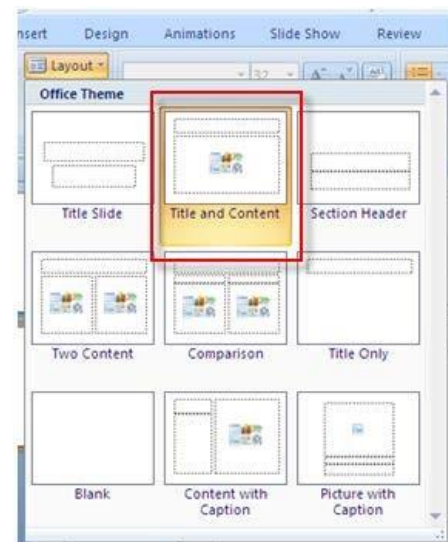 nsert Design Animations Slide Show Review
Layout
32
Office Theme
Title Slide Title and Content Section Header
Two Content Comparison Title Only
Blank Content with Caption Picture with Caption